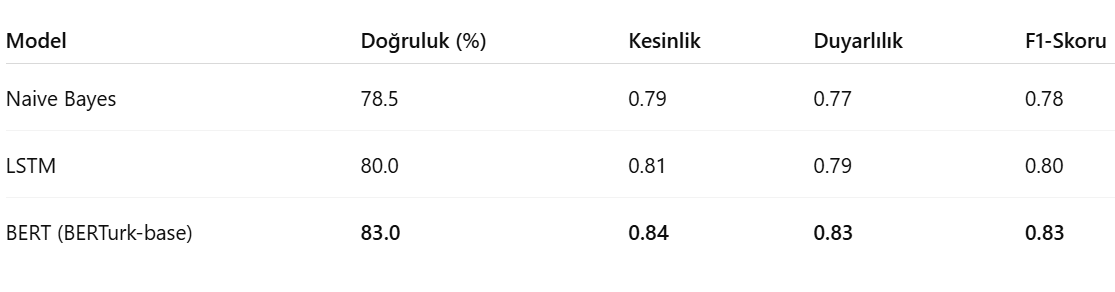 Model Doğruluk (%) Kesinlik Duyarlılık F1-Skoru
Naive Bayes 78.5 0.79 0.77 0.78
LSTM 80.0 0.81 0.79 0.80
BERT (BERTurk-base) 83.0 0.84 0.83 0.83